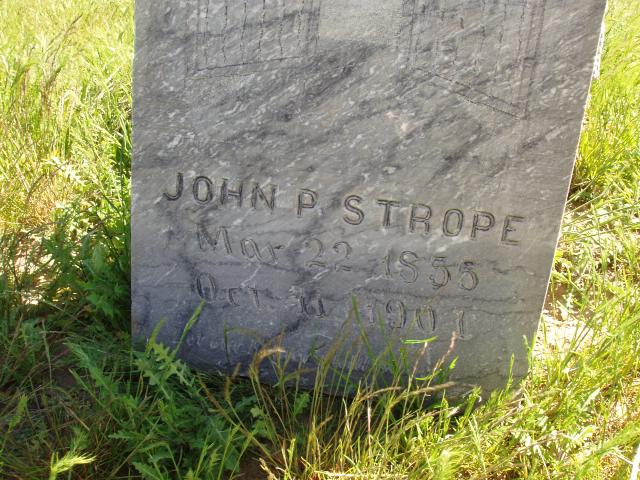 JOHN P. STROPE
Mar 22 1855
Oct 1901